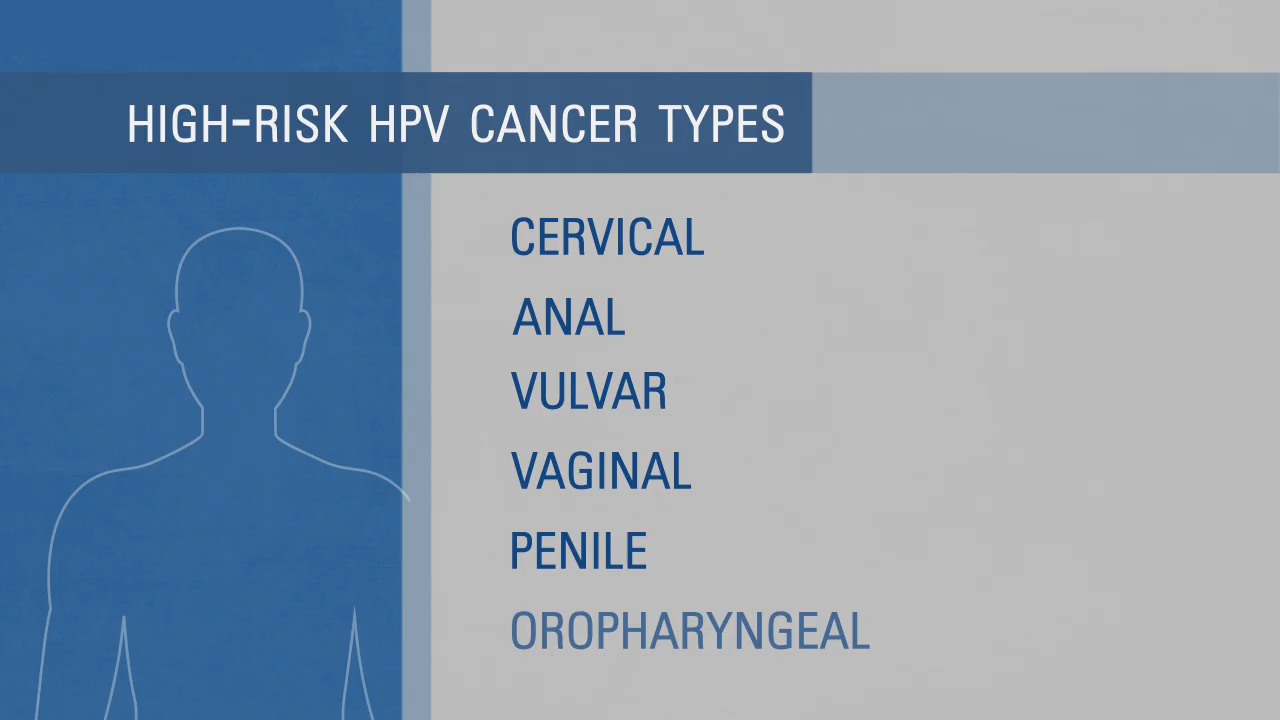 HIGH-RISK HPV CANCER TYPES
CERVICAL
ANAL
VULVAR
VAGINAL
PENILE
OROPHARYNGEAL